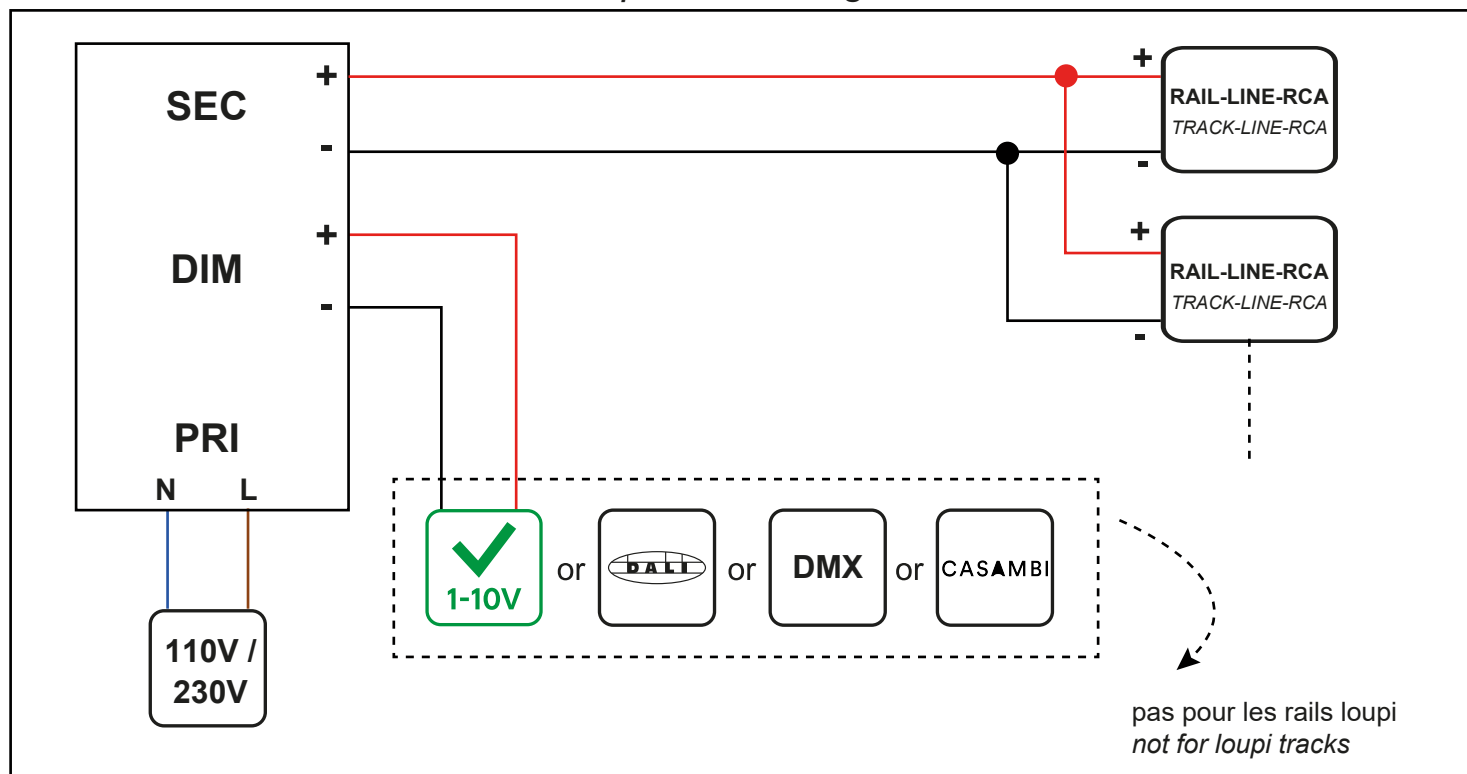 SEC
+
-
DIM
+
-
PRI
N L
110V /
230V
+
RAIL-LINE-RCA
TRACK-LINE-RCA
-
+
RAIL-LINE-RCA
TRACK-LINE-RCA
-
1-10V
or
DALI
or
DMX
or
CASAMBI
pas pour les rails loupi
not for loupi tracks